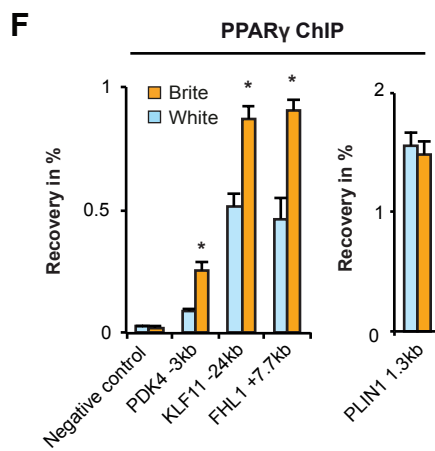 F
PPARγ ChIP
Recovery in %
1
0.5
0
Brite
White
*
*
*
Negative control
PDK4 -3kb
KLF11 -24kb
FHL1 +7.7kb
Recovery in %
2
1
0
PLIN1 1.3kb